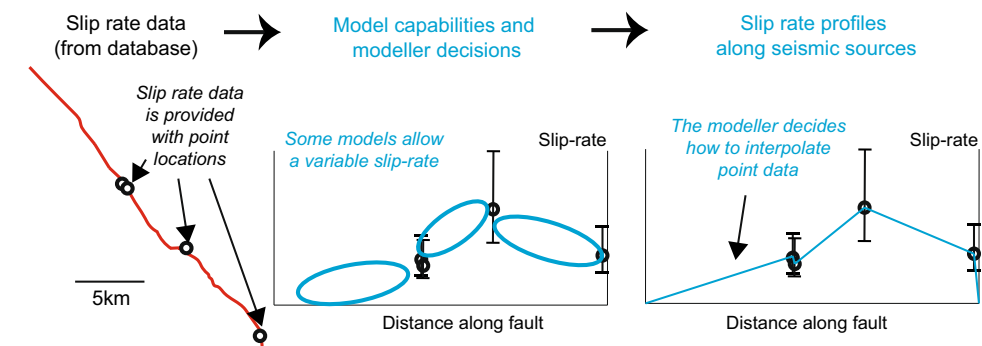 Slip rate data
(from database)
Model capabilities and
modeller decisions
Slip rate profiles
along seismic sources
Slip rate data
is provided
with point
locations
5km
Some models allow
a variable slip-rate
Slip-rate
Distance along fault
The modeller decides
how to interpolate
point data
Slip-rate
Distance along fault